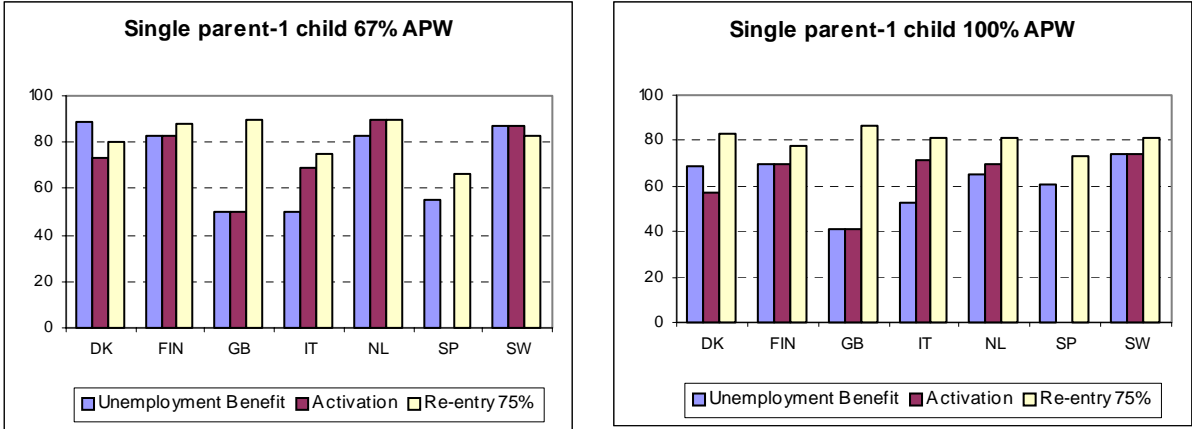 Single parent-1 child 67% APW
100
80
60
40
20
0
DK FIN GB IT NL SP SW
Unemployment Benefit Activation Re-entry 75%
Single parent-1 child 100% APW
100
80
60
40
20
0
DK FIN GB IT NL SP SW
Unemployment Benefit Activation Re-entry 75%